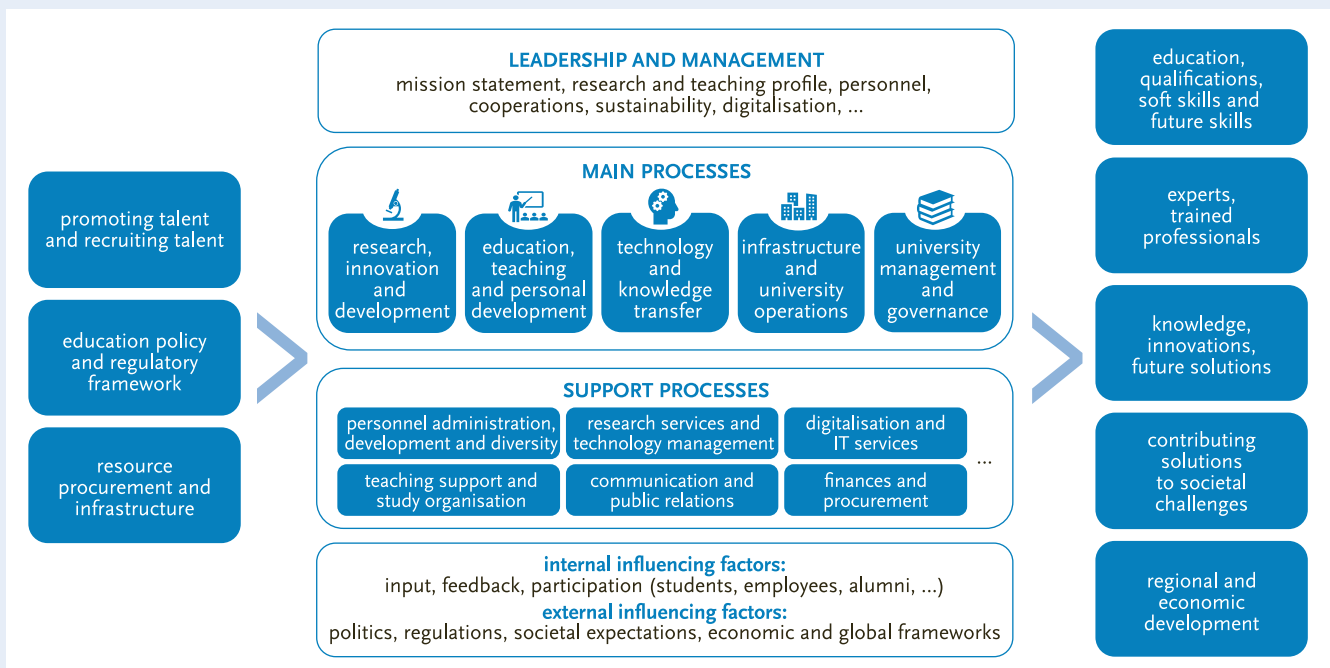 promoting talent
and recruiting talent
education policy
and regulatory
framework
resource
procurement and
infrastructure
LEADERSHIP AND MANAGEMENT
mission statement, research and teaching profile, personnel,
cooperations, sustainability, digitalisation, ...
MAIN PROCESSES
research,
innovation
and
development
education,
teaching
and personal
development
technology
and
knowledge
transfer
infrastructure
and
university
operations
university
management
and
governance
SUPPORT PROCESSES
personnel administration,
development and diversity
research services and
technology management
digitalisation and
IT services
teaching support and
study organisation
communication and
public relations
finances and
procurement
...
internal influencing factors:
input, feedback, participation (students, employees, alumni, ...)
external influencing factors:
politics, regulations, societal expectations, economic and global frameworks
education,
qualifications,
soft skills and
future skills
experts,
trained
professionals
knowledge,
innovations,
future solutions
contributing
solutions
to societal
challenges
regional and
economic
development